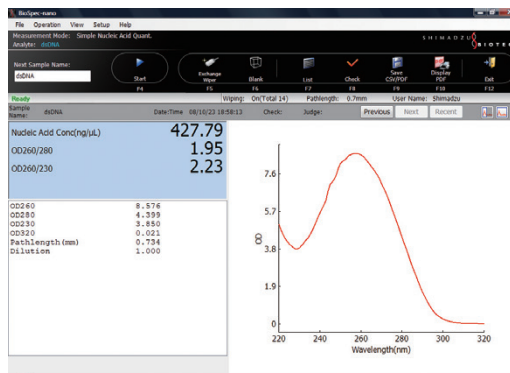 BioSpec-nano
File Operation View Setup Help
Measurement Mode: Simple Nucleic Acid Quant.
Analyte: dsDNA
SHIMADZU
BIOTECH
Next Sample Name:
dsDNA
Start
Exchange Wiper
Blank
List
Check
Save CSV/PDF
Display PDF
Exit
F4 F5 F6 F7 F8 F9 F10 F12
Ready Wiping: On(Total 14) Pathlength: 0.7mm User Name: Shimadzu
Sample Name: dsDNA Date:Time 08/10/23 18:58:13 Check: Judge: Previous Next Recent
Nucleic Acid Conc(ng/µL) 427.79
OD260/280 1.95
OD260/230 2.23
OD260 8.576
OD280 4.399
OD230 3.850
OD320 0.021
Pathlength(mm) 0.734
Dilution 1.000
7.6
5.7
3.8
1.9
0
OD
220 240 260 280 300 320
Wavelength(nm)